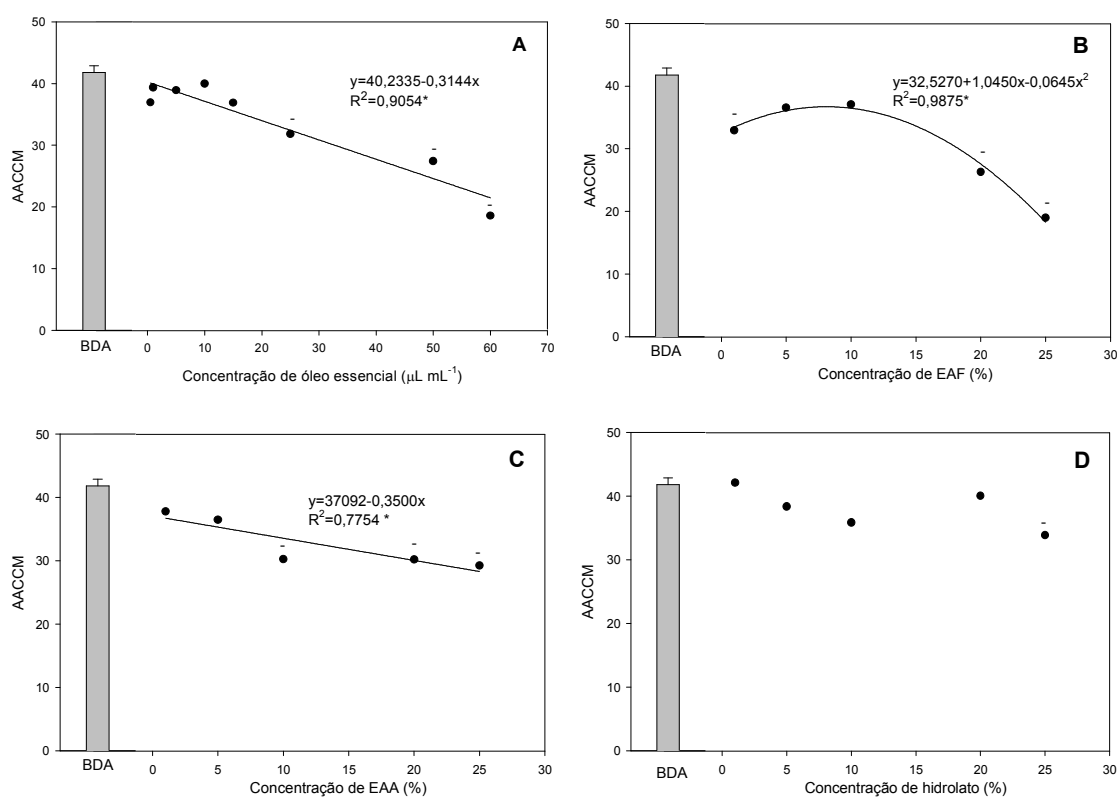 A
y=40,2335-0,3144x
R²=0,9054*
50
40
30
20
10
0
AACCM
BDA
0 10 20 30 40 50 60 70
Concentração de óleo essencial (µL mL⁻¹)
B
y=32,5270+1,0450x-0,0645x²
R²=0,9875*
50
40
30
20
10
0
AACCM
BDA
0 5 10 15 20 25 30
Concentração de EAF (%)
C
y=37092-0,3500x
R²=0,7754 *
50
40
30
20
10
0
AACCM
BDA
0 5 10 15 20 25 30
Concentração de EAA (%)
D
50
40
30
20
10
0
AACCM
BDA
0 5 10 15 20 25 30
Concentração de hidrolato (%)